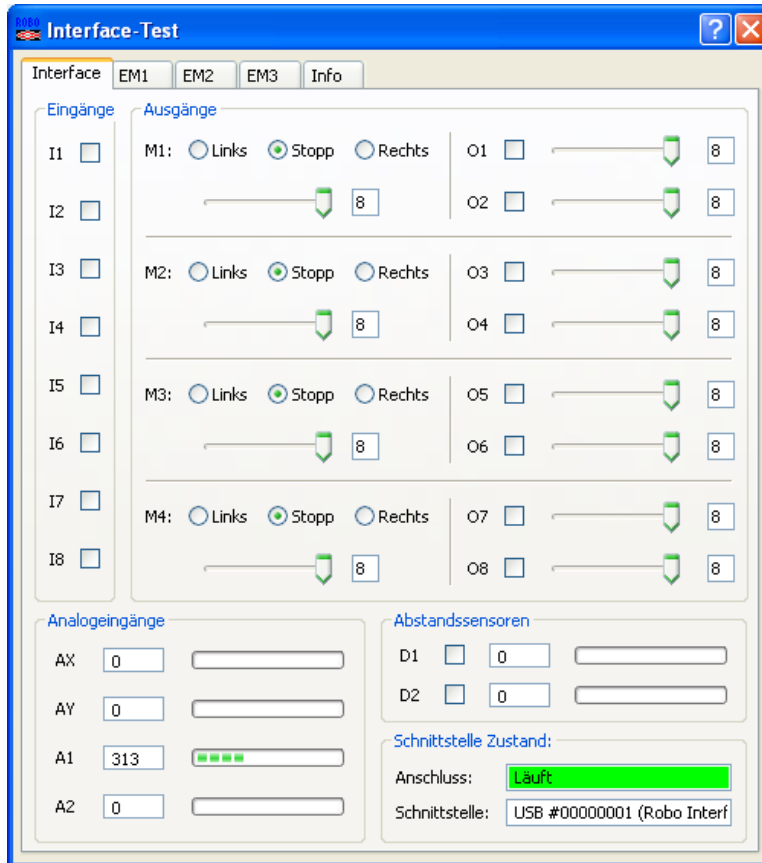 ROBO Interface-Test
Interface EM1 EM2 EM3 Info
Eingänge
I1
I2
I3
I4
I5
I6
I7
I8
Ausgänge
M1: Links Stopp Rechts O1 8
8 O2 8
M2: Links Stopp Rechts O3 8
8 O4 8
M3: Links Stopp Rechts O5 8
8 O6 8
M4: Links Stopp Rechts O7 8
8 O8 8
Analogeingänge
AX 0
AY 0
A1 313
A2 0
Abstandssensoren
D1 0
D2 0
Schnittstelle Zustand:
Anschluss: Läuft
Schnittstelle: USB #00000001 (Robo Interf